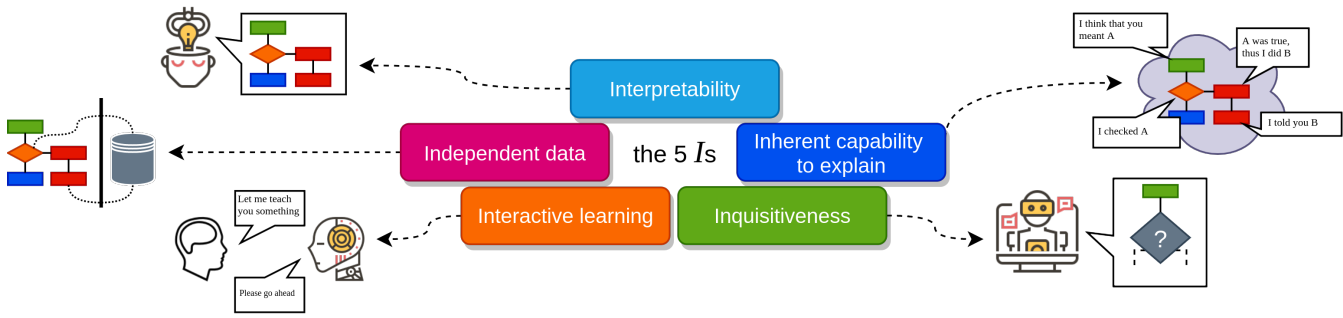 I think that you
meant A
A was true,
thus I did B
I checked A
I told you B
Interpretability
Independent data
the 5 Is
Inherent capability
to explain
Interactive learning
Inquisitiveness
Let me teach
you something
Please go ahead
?